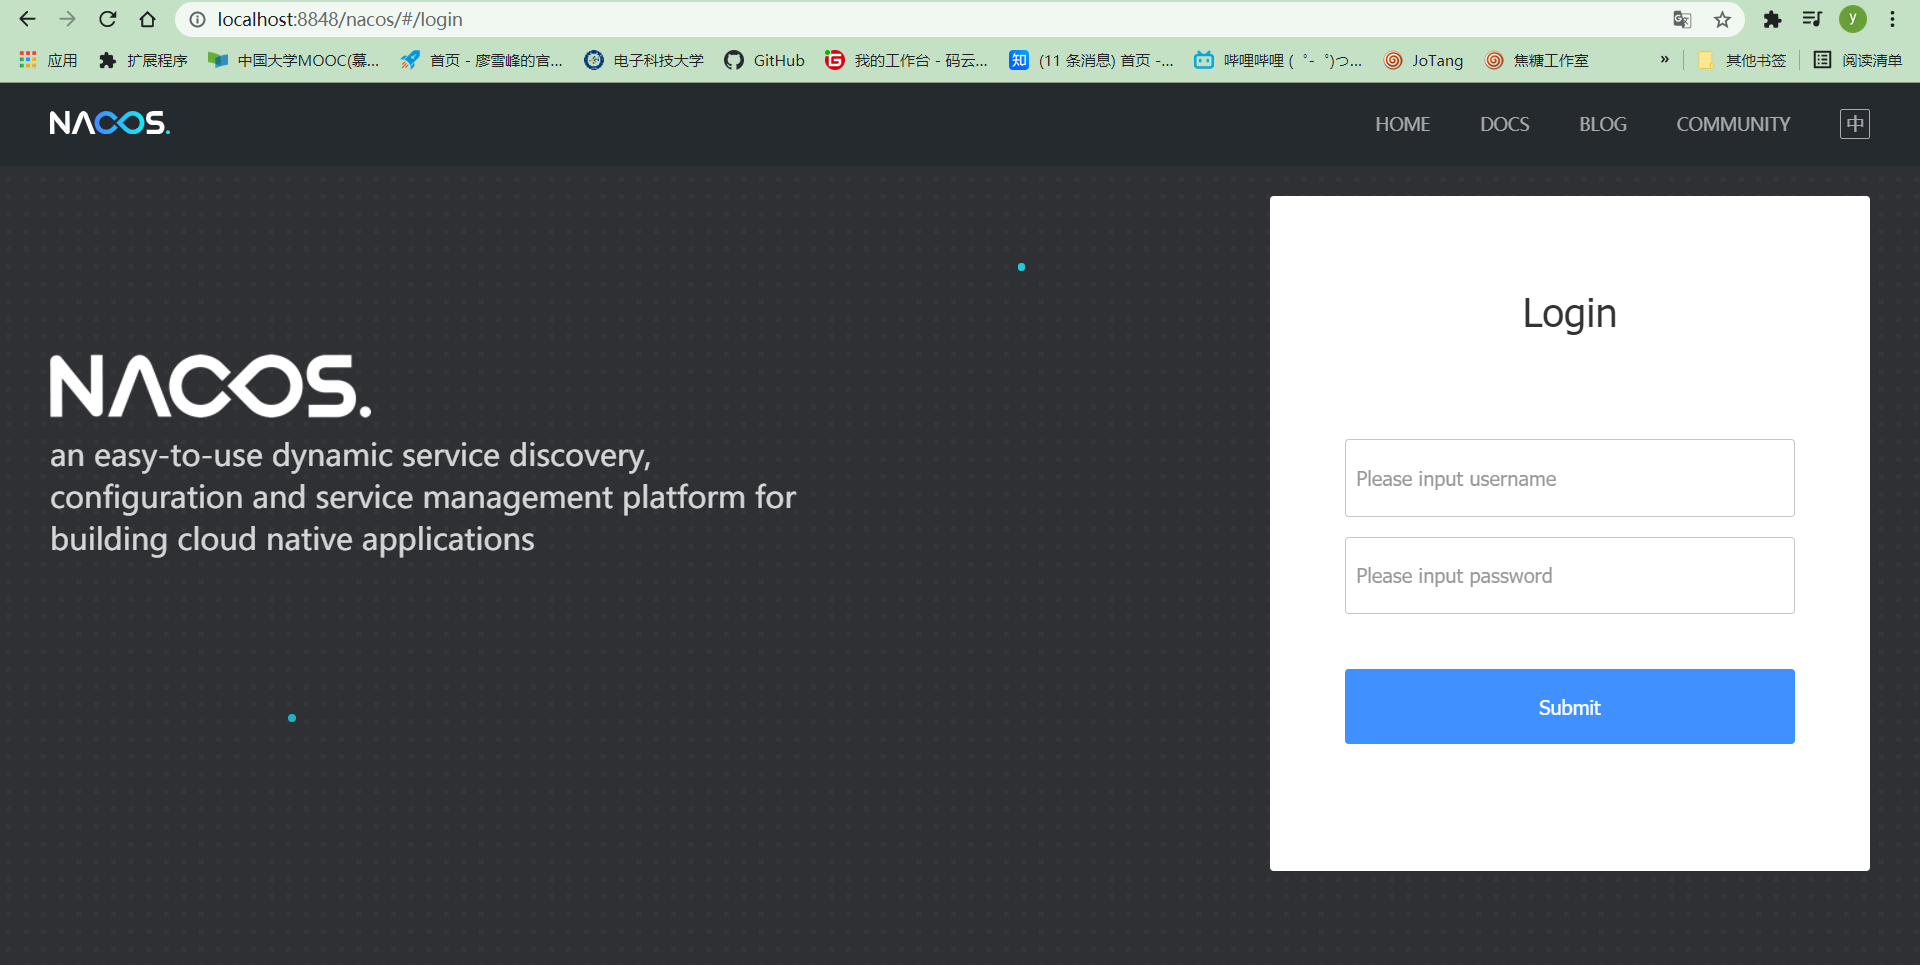 localhost:8848/nacos/#/login
y
应用 扩展程序 中国大学MOOC(慕... 首页 - 廖雪峰的官... 电子科技大学 GitHub 我的工作台 - 码云... 知 (11 条消息) 首页 -... 哔哩哔哩 (゜-゜)つ... JoTang 焦糖工作室 » 其他书签 阅读清单
NACOS. HOME DOCS BLOG COMMUNITY 中
Login
NACOS.
an easy-to-use dynamic service discovery,
configuration and service management platform for
building cloud native applications
Please input username
Please input password
Submit